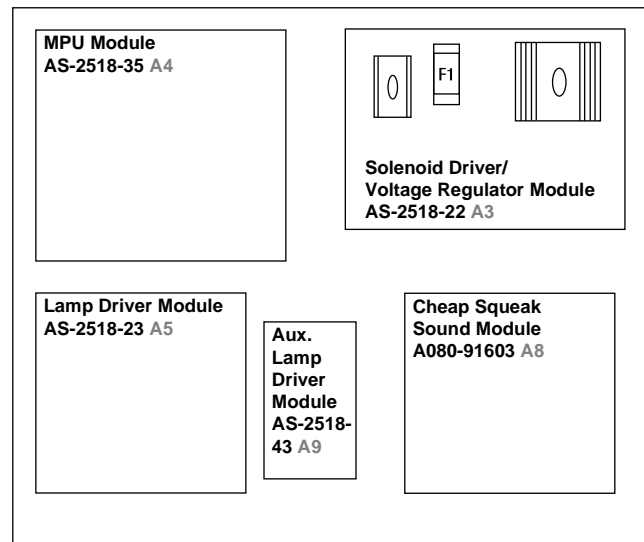 MPU Module
AS-2518-35 A4
F1
Solenoid Driver/
Voltage Regulator Module
AS-2518-22 A3
Lamp Driver Module
AS-2518-23 A5
Aux.
Lamp
Driver
Module
AS-2518-
43 A9
Cheap Squeak
Sound Module
A080-91603 A8